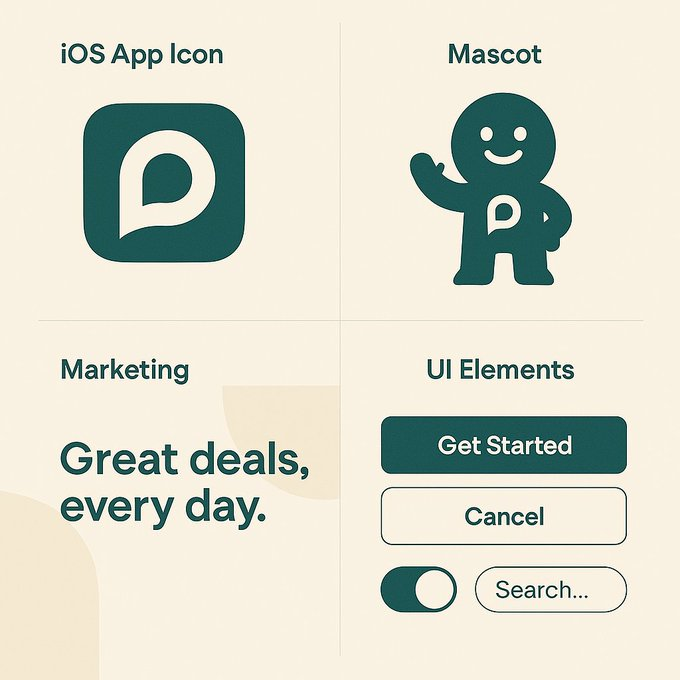 iOS App Icon
Mascot
Marketing
Great deals,
every day.
UI Elements
Get Started
Cancel
Search...